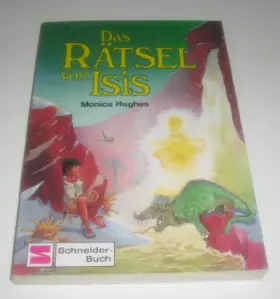 Das
RÄTSEL
von
Isis
Monica Hughes
Schneider-
Buch